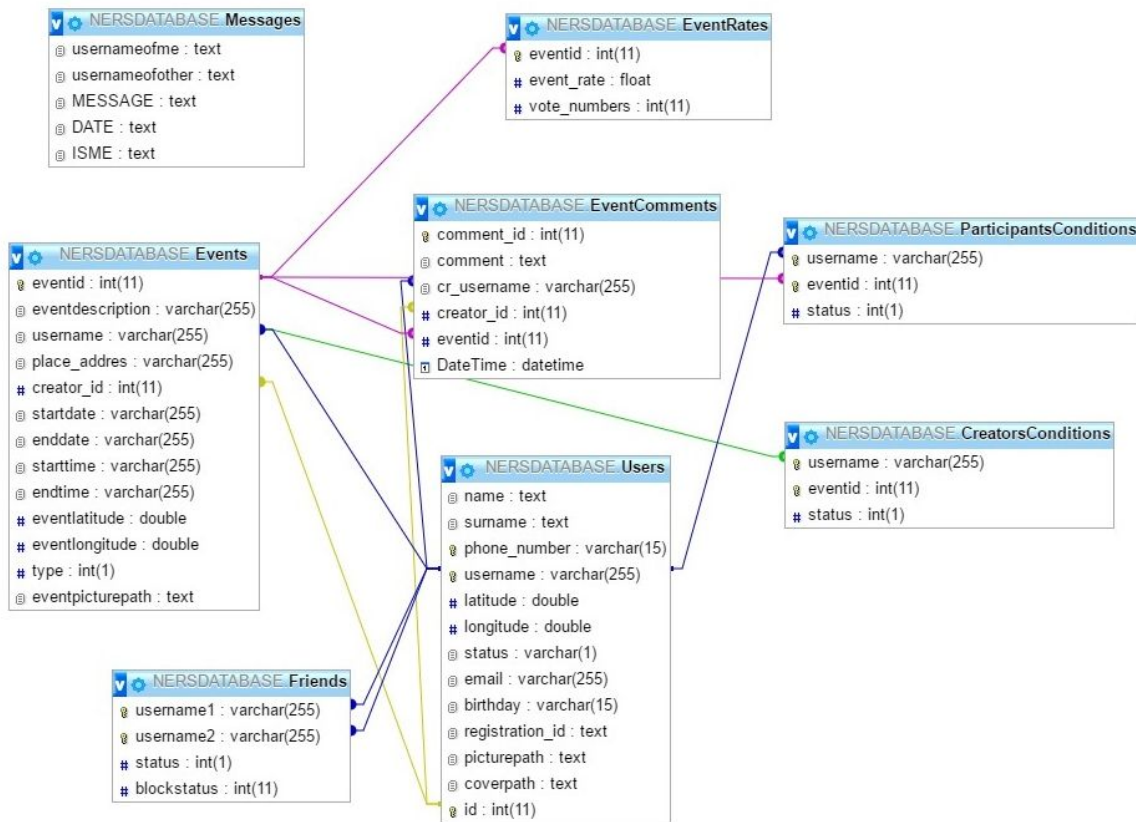 NERSDATABASE Messages
usernameofme : text
usernameofother : text
MESSAGE : text
DATE : text
ISME : text
NERSDATABASE EventRates
eventid : int(11)
event_rate : float
vote_numbers : int(11)
NERSDATABASE EventComments
comment_id : int(11)
comment : text
cr_username : varchar(255)
creator_id : int(11)
eventid : int(11)
DateTime : datetime
NERSDATABASE ParticipantsConditions
username : varchar(255)
eventid : int(11)
status : int(1)
NERSDATABASE Events
eventid : int(11)
eventdescription : varchar(255)
username : varchar(255)
place_addres : varchar(255)
creator_id : int(11)
startdate : varchar(255)
enddate : varchar(255)
starttime : varchar(255)
endtime : varchar(255)
eventlatitude : double
eventlongitude : double
type : int(1)
eventpicturepath : text
NERSDATABASE CreatorsConditions
username : varchar(255)
eventid : int(11)
status : int(1)
NERSDATABASE Users
name : text
surname : text
phone_number : varchar(15)
username : varchar(255)
latitude : double
longitude : double
status : varchar(1)
email : varchar(255)
birthday : varchar(15)
registration_id : text
picturepath : text
coverpath : text
id : int(11)
NERSDATABASE Friends
username1 : varchar(255)
username2 : varchar(255)
status : int(1)
blockstatus : int(11)